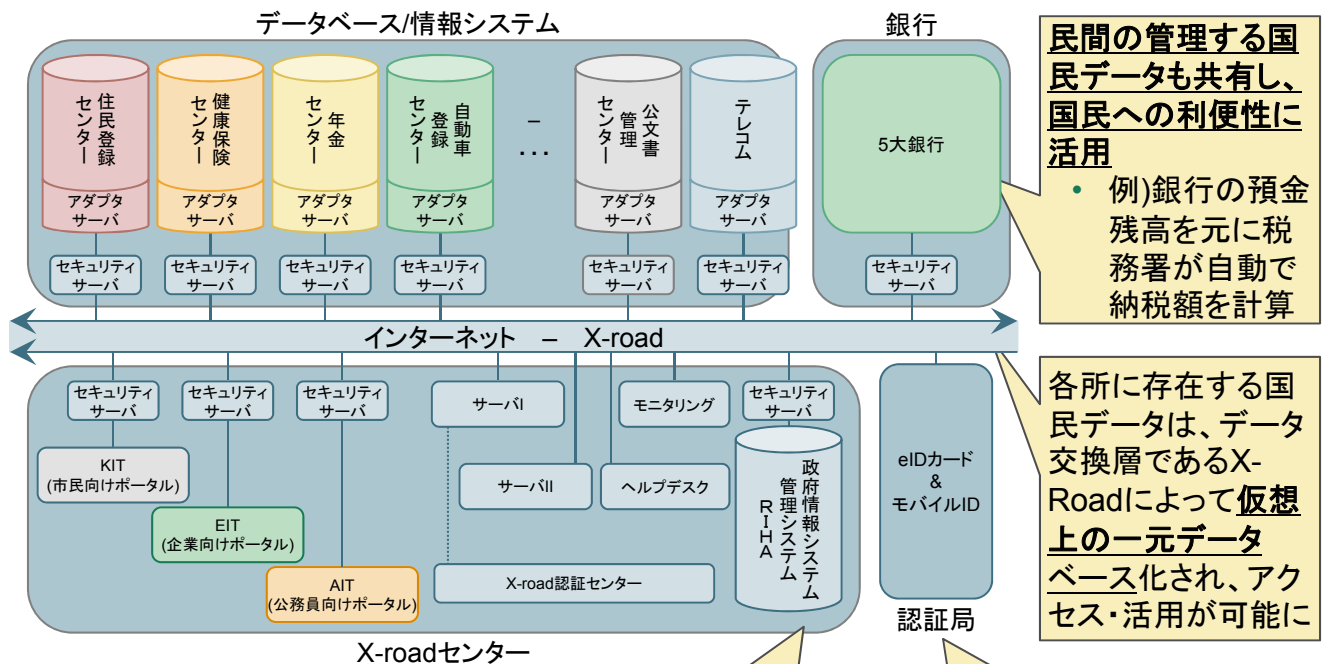 データベース/情報システム
銀行
住民登録
センター
アダプタ
サーバ
健康保険
センター
アダプタ
サーバ
年金
センター
アダプタ
サーバ
自動車
登録
センター
アダプタ
サーバ
–
...
公文書
管理
センター
アダプタ
サーバ
テレコム
アダプタ
サーバ
5大銀行
セキュリティ
サーバ
セキュリティ
サーバ
セキュリティ
サーバ
セキュリティ
サーバ
セキュリティ
サーバ
セキュリティ
サーバ
セキュリティ
サーバ
民間の管理する国
民データも共有し、
国民への利便性に
活用
• 例)銀行の預金
残高を元に税
務署が自動で
納税額を計算
インターネット – X-road
セキュリティ
サーバ
セキュリティ
サーバ
セキュリティ
サーバ
サーバI
モニタリング
セキュリティ
サーバ
KIT
(市民向けポータル)
EIT
(企業向けポータル)
AIT
(公務員向けポータル)
サーバII
ヘルプデスク
X-road認証センター
政府情報システム
管理システム
RIHA
eIDカード
&
モバイルID
認証局
X-roadセンター
各所に存在する国
民データは、データ
交換層であるX-
Roadによって仮想
上の一元データ
ベース化され、アク
セス・活用が可能に